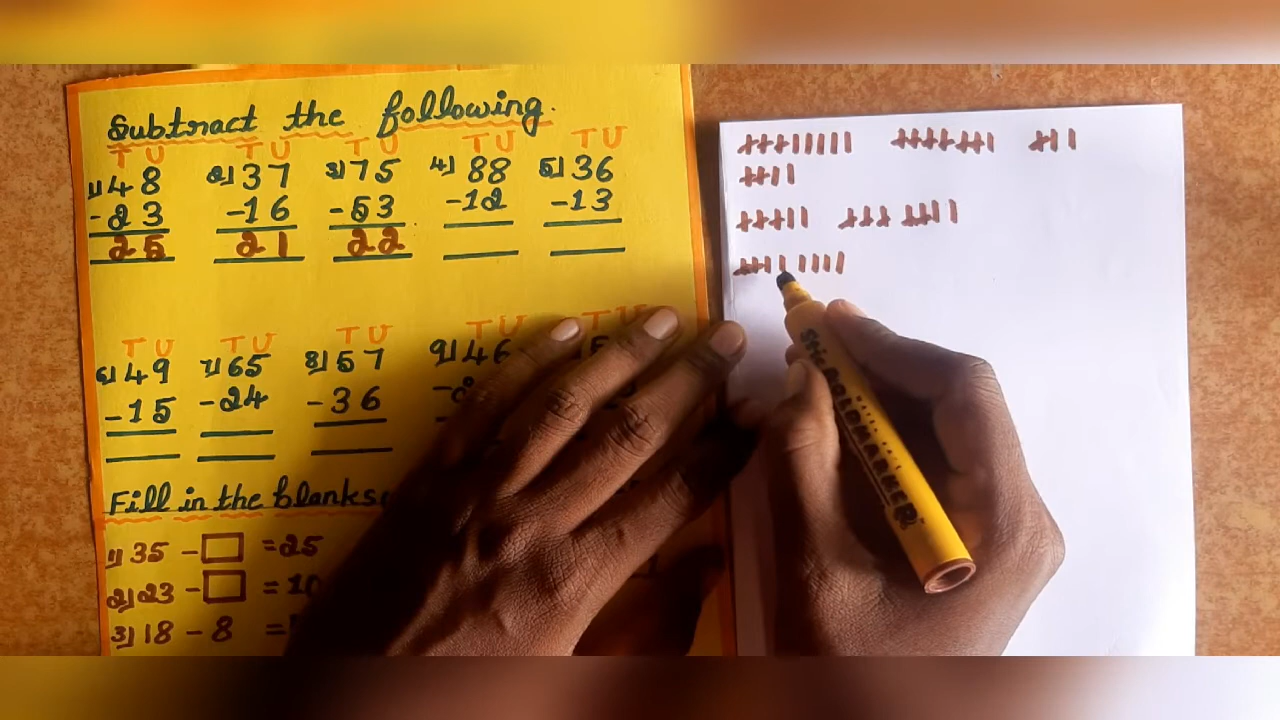 Subtract the following.
T U T U T U T U T U
1) 48 2) 37 3) 75 4) 88 5) 36
-23 -16 -53 -12 -13
25 21 22
T U T U T U T U T U
6) 49 7) 65 8) 57 9) 46
-15 -24 -36
Fill in the blanks
1) 35 - □ = 25
2) 23 - □ = 10
3) 18 - 8 =
MARKER